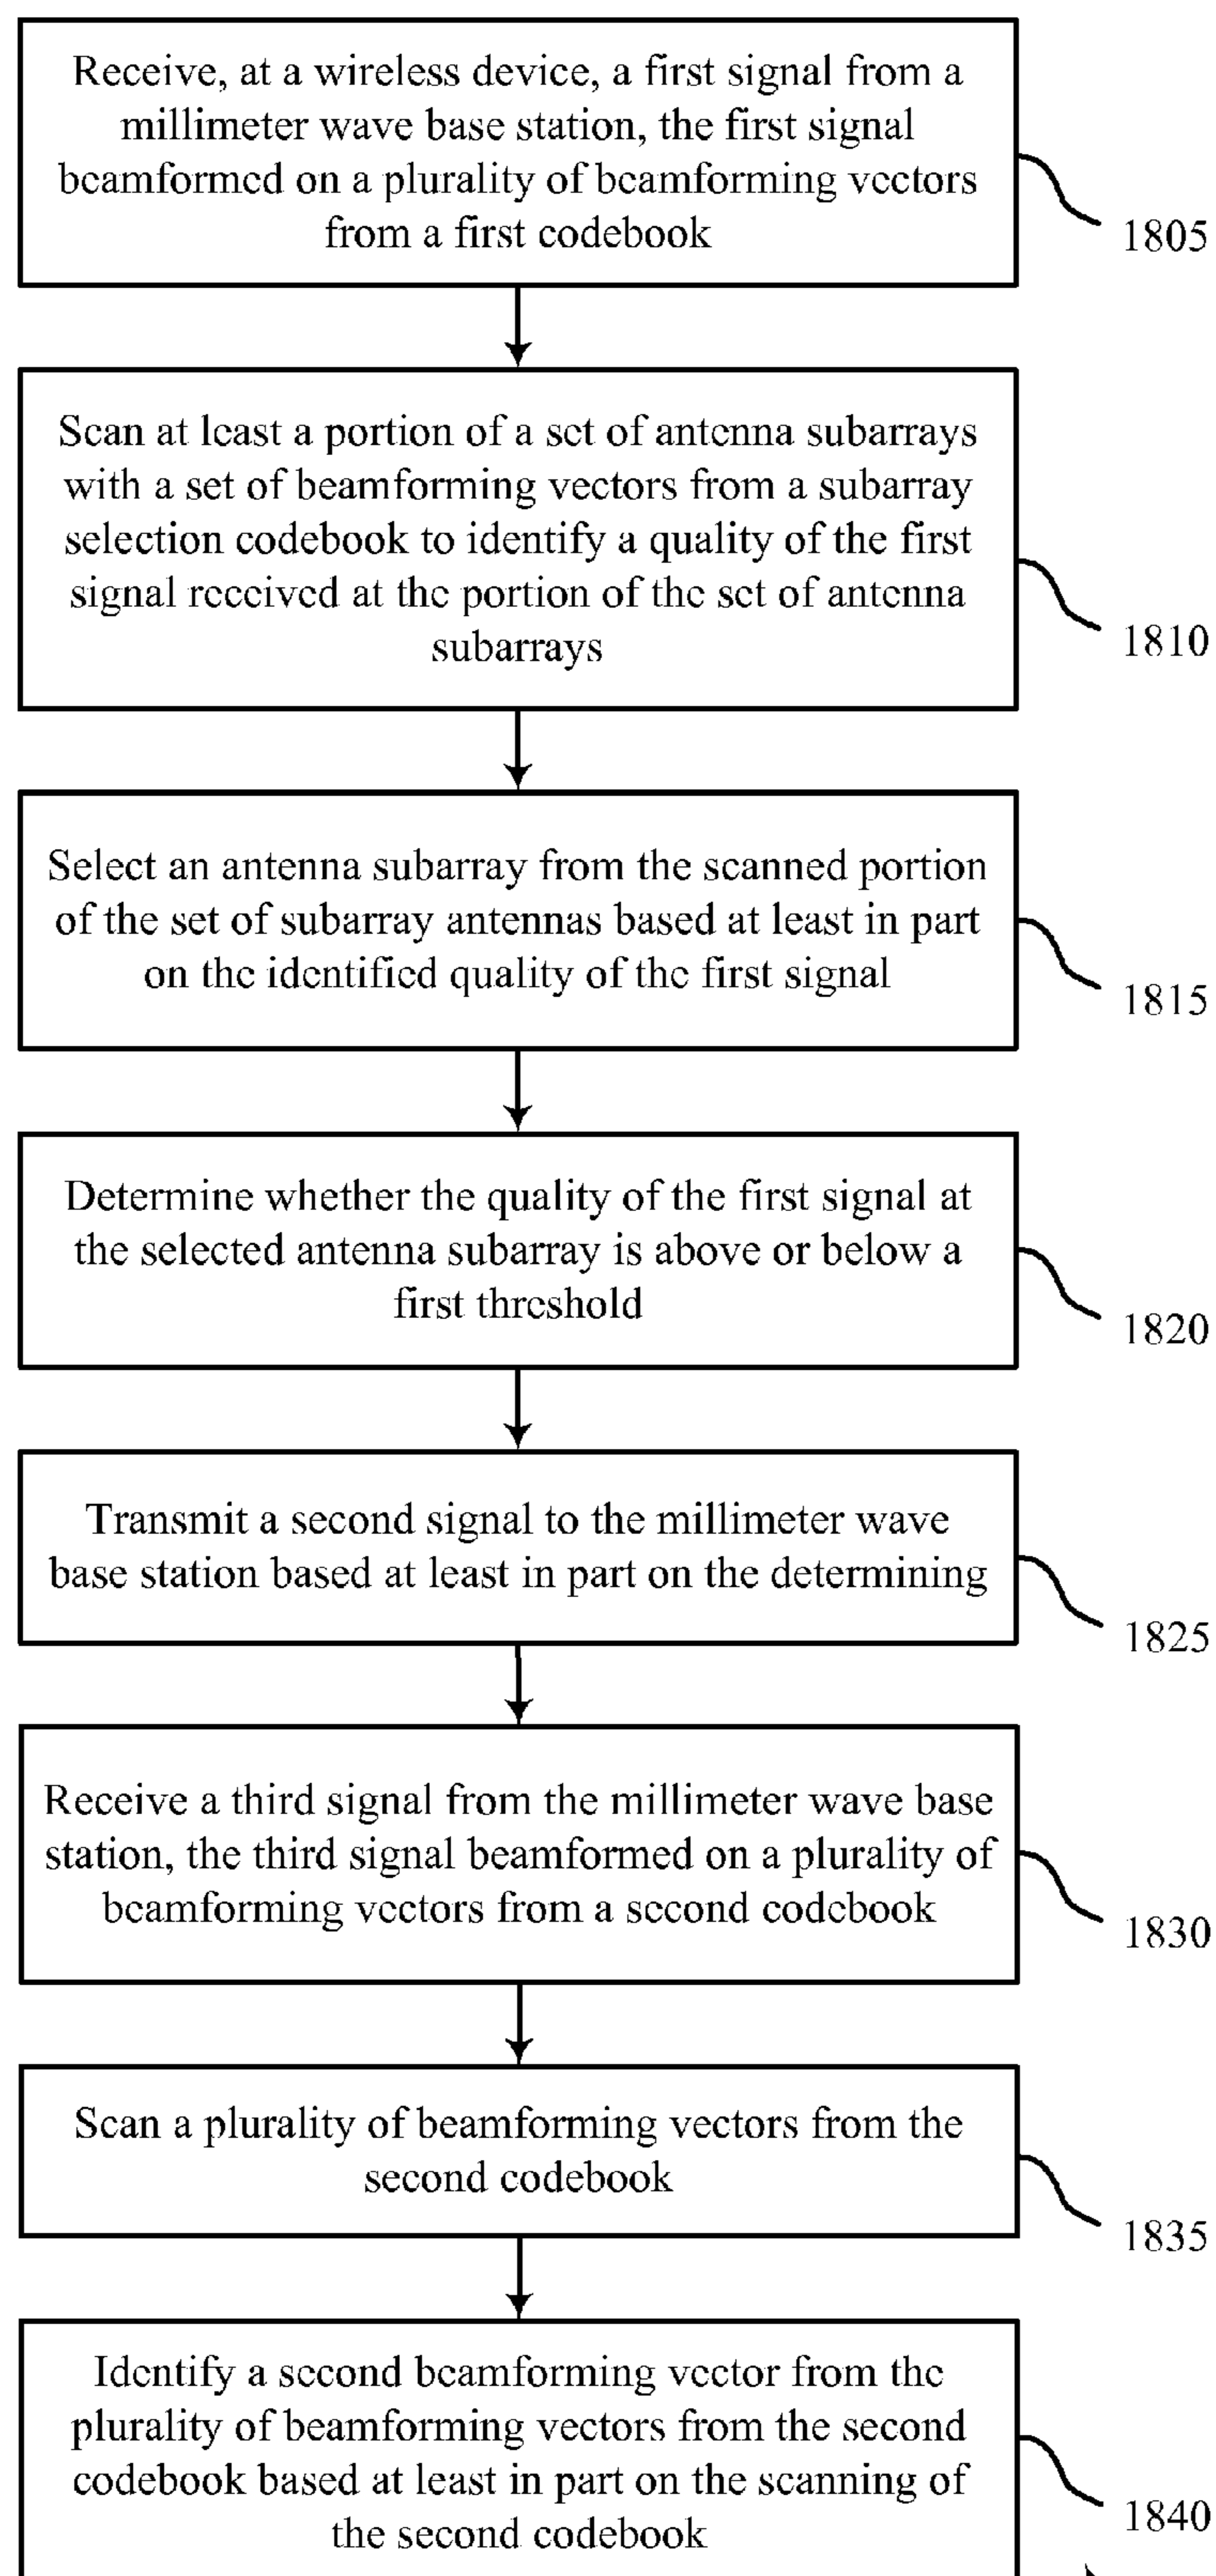 Receive, at a wireless device, a first signal from a
millimeter wave base station, the first signal
beamformed on a plurality of beamforming vectors
from a first codebook
1805
Scan at least a portion of a set of antenna subarrays
with a set of beamforming vectors from a subarray
selection codebook to identify a quality of the first
signal received at the portion of the set of antenna
subarrays
1810
Select an antenna subarray from the scanned portion
of the set of subarray antennas based at least in part
on the identified quality of the first signal
1815
Determine whether the quality of the first signal at
the selected antenna subarray is above or below a
first threshold
1820
Transmit a second signal to the millimeter wave
base station based at least in part on the determining
1825
Receive a third signal from the millimeter wave base
station, the third signal beamformed on a plurality of
beamforming vectors from a second codebook
1830
Scan a plurality of beamforming vectors from the
second codebook
1835
Identify a second beamforming vector from the
plurality of beamforming vectors from the second
codebook based at least in part on the scanning of
the second codebook
1840